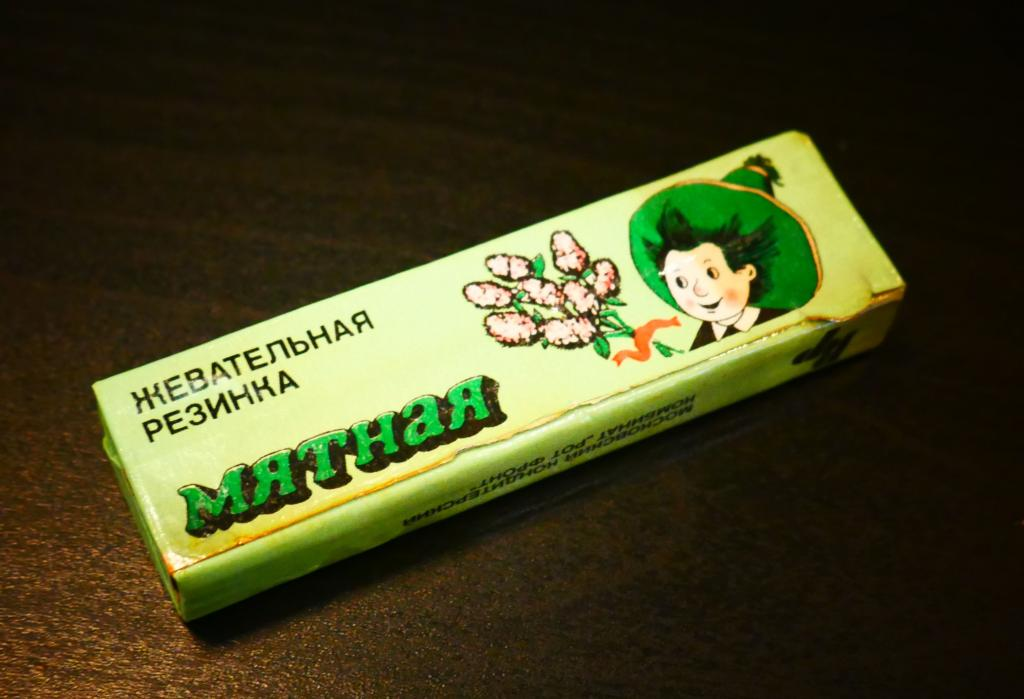 ЖЕВАТЕЛЬНАЯ
РЕЗИНКА
МЯТНАЯ
МОСКОВСКИЙ КОНДИТЕРСКИЙ
КОМБИНАТ „РОТ ФРОНТ"